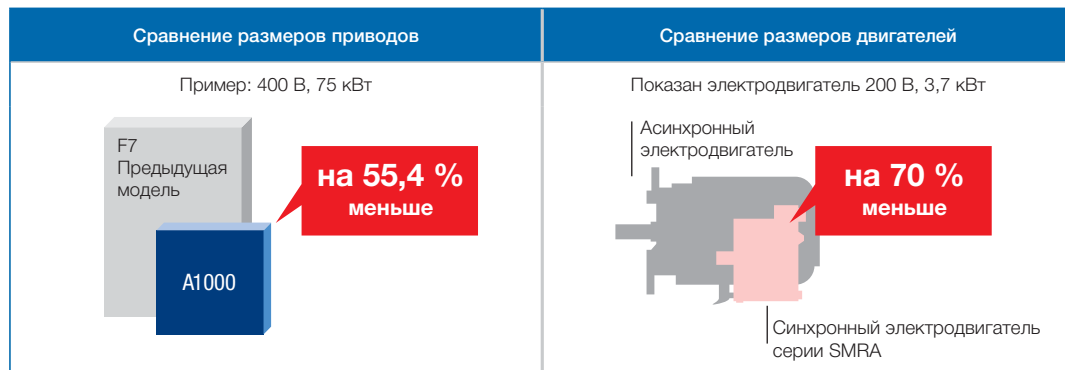 Сравнение размеров приводов
Пример: 400 В, 75 кВт
F7
Предыдущая
модель
на 55,4 %
меньше
A1000
Сравнение размеров двигателей
Показан электродвигатель 200 В, 3,7 кВт
Асинхронный
электродвигатель
на 70 %
меньше
Синхронный электродвигатель
серии SMRA